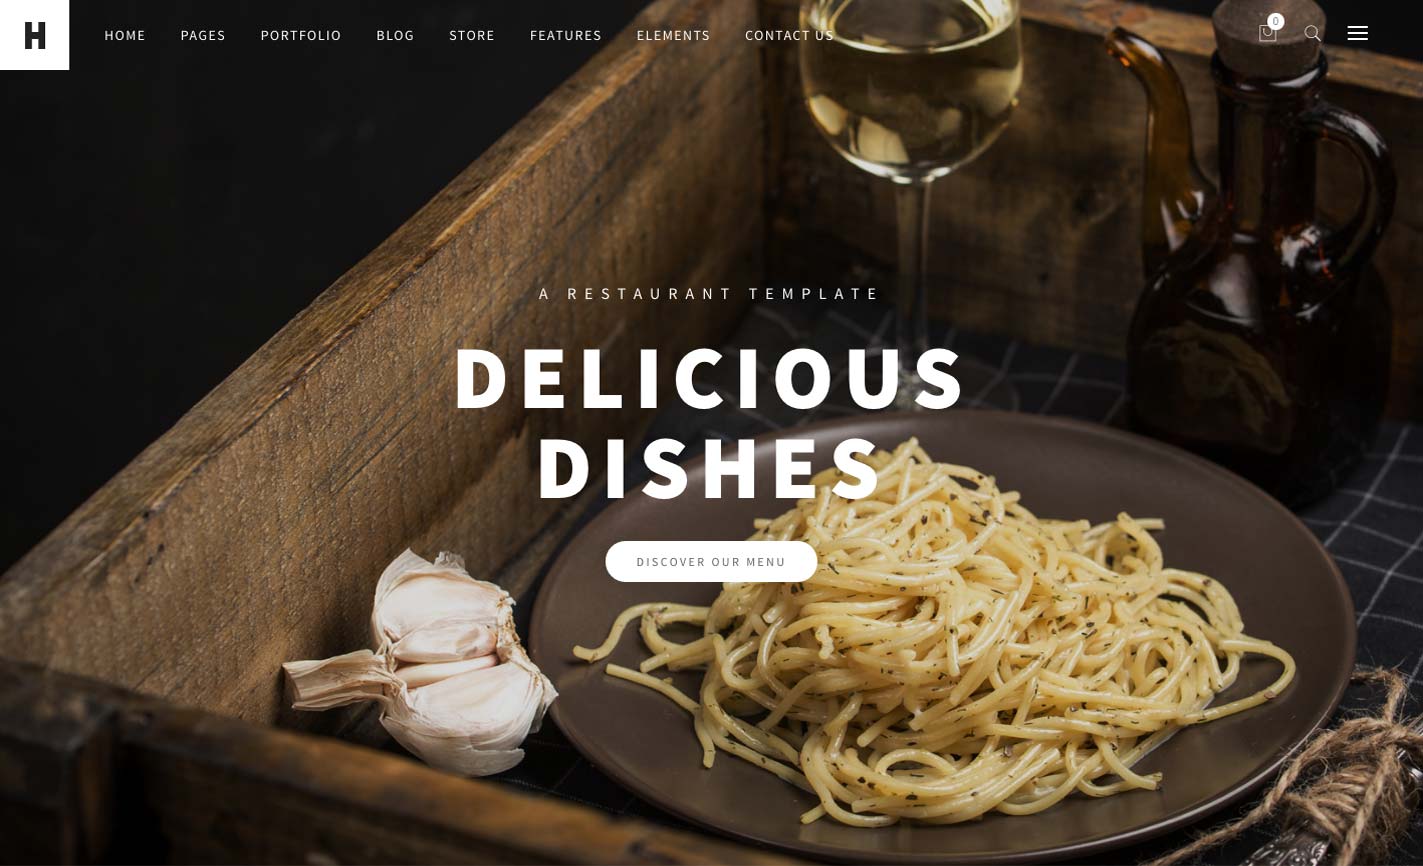 H
HOME PAGES PORTFOLIO BLOG STORE FEATURES ELEMENTS CONTACT US
0
A RESTAURANT TEMPLATE
DELICIOUS
DISHES
DISCOVER OUR MENU